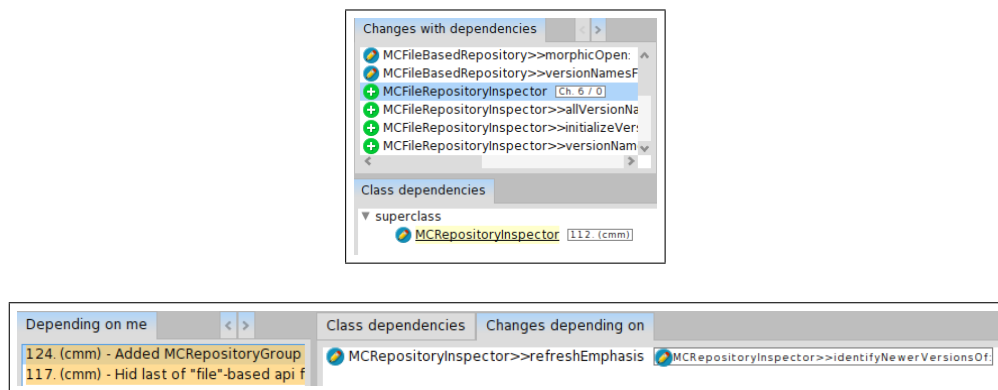 Changes with dependencies < >
MCFileBasedRepository>>morphicOpen:
MCFileBasedRepository>>versionNamesF
MCFileRepositoryInspector Ch. 6 / 0
MCFileRepositoryInspector>>allVersionNa
MCFileRepositoryInspector>>initializeVers
MCFileRepositoryInspector>>versionNam
Class dependencies
superclass
MCRepositoryInspector 112. (cmm)
Depending on me < > Class dependencies Changes depending on
124. (cmm) - Added MCRepositoryGroup MCRepositoryInspector>>refreshEmphasis MCRepositoryInspector>>identifyNewerVersionsOf:
117. (cmm) - Hid last of "file"-based api f